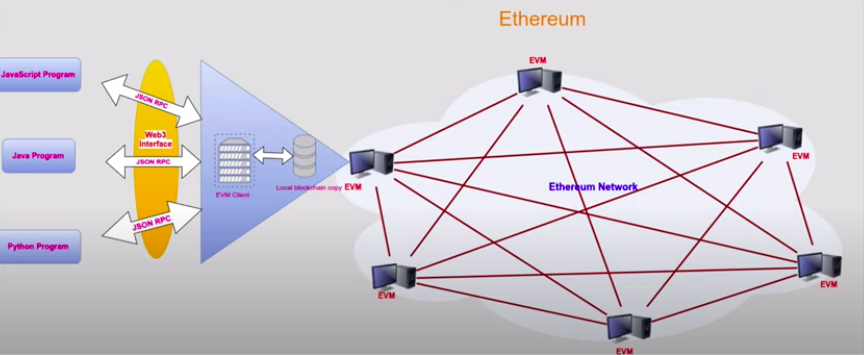 Ethereum
JavaScript Program
Java Program
Python Program
JSON RPC
Web3
Interface
JSON RPC
JSON RPC
EVM Client
Local blockchain copy
EVM
EVM
EVM
Ethereum Network
EVM
EVM
EVM